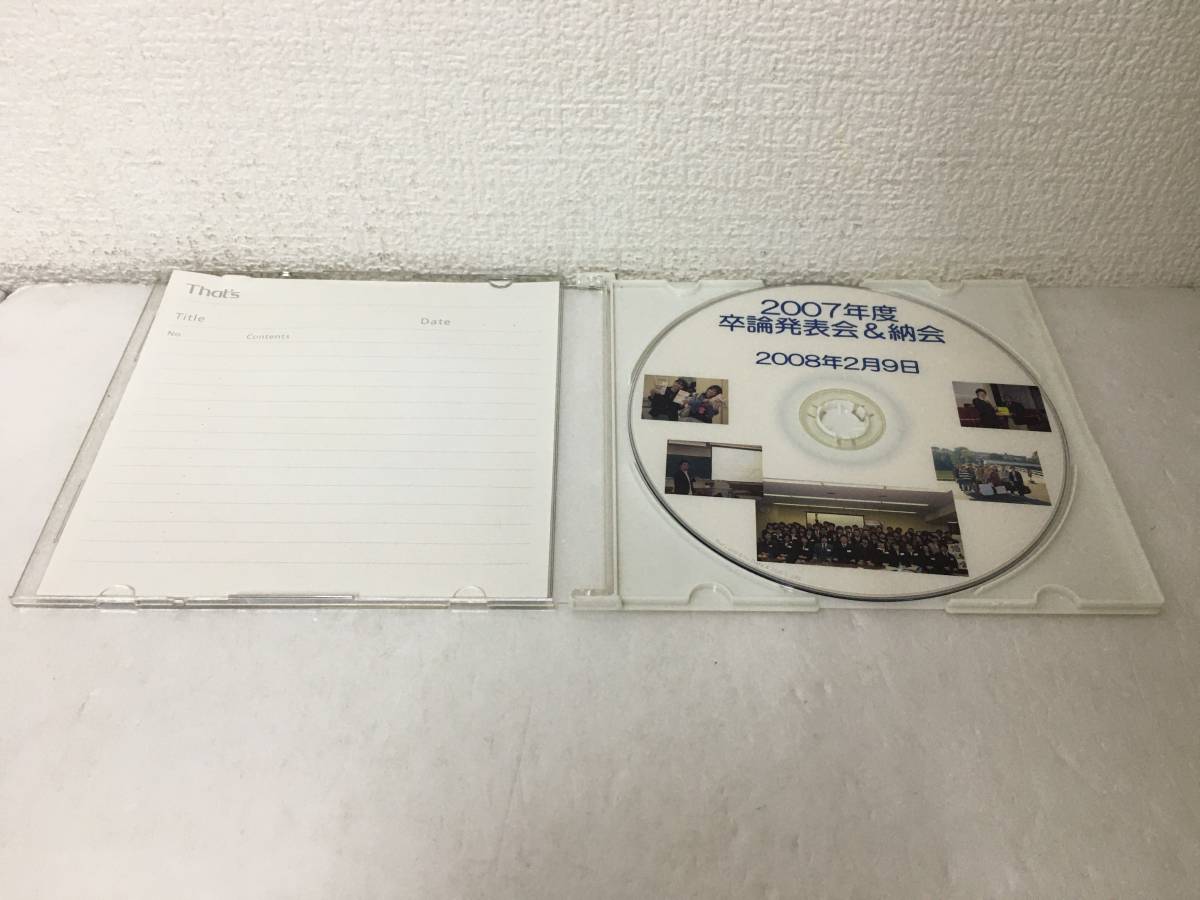 That's
Title
Date
No.
Contents
2007年度
卒論発表会&納会
2008年2月9日